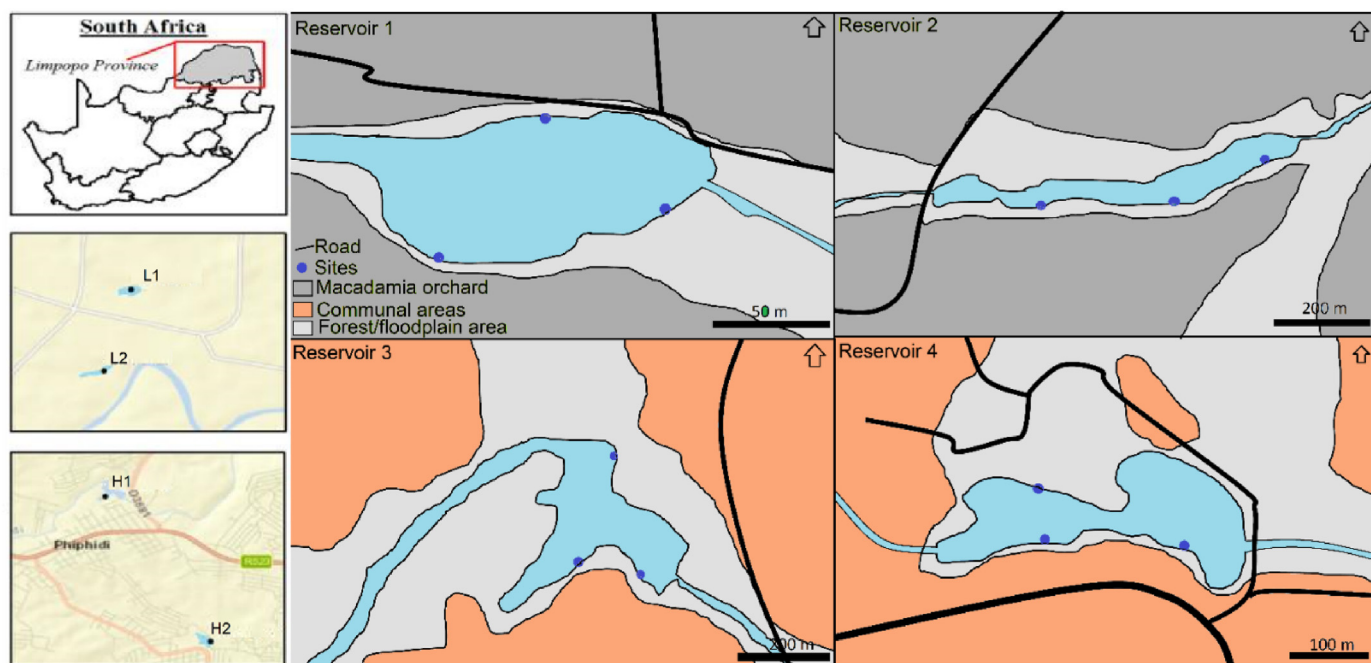 South Africa
Limpopo Province
L1
L2
H1
D3681
Phiphidi
R523
H2
Reservoir 1
Road
Sites
Macadamia orchard
Communal areas
Forest/floodplain area
50 m
Reservoir 2
200 m
Reservoir 3
200 m
Reservoir 4
100 m